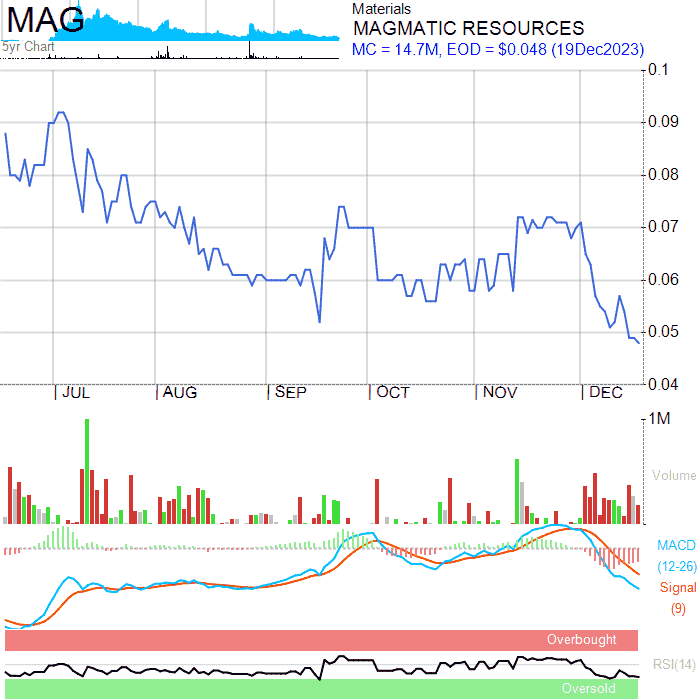 MAG
5yr Chart
Materials
MAGMATIC RESOURCES
MC = 14.7M, EOD = $0.048 (19Dec2023)
0.1
0.09
0.08
0.07
0.06
0.05
0.04
JUL
AUG
SEP
OCT
NOV
DEC
1M
Volume
MACD
(12-26)
Signal
(9)
Overbought
RSI(14)
Oversold